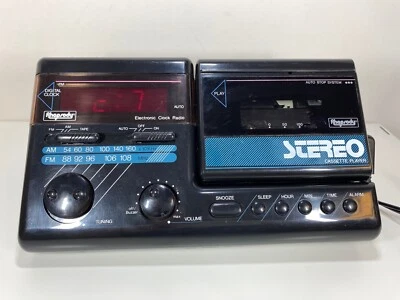 AUTO STOP SYSTEM
DIGITAL
CLOCK
AUTO
PLAY
Rhapsody
Electronic Clock Radio
Rhapsody
FM AM TAPE
AUTO OFF ON
STEREO
CASSETTE PLAYER
AM 54 60 80 100 140 160
FM 88 92 96 106 108
TUNING
Buzzer
max
VOLUME
SNOOZE
SLEEP
HOUR
MIN
TIME
ALARM